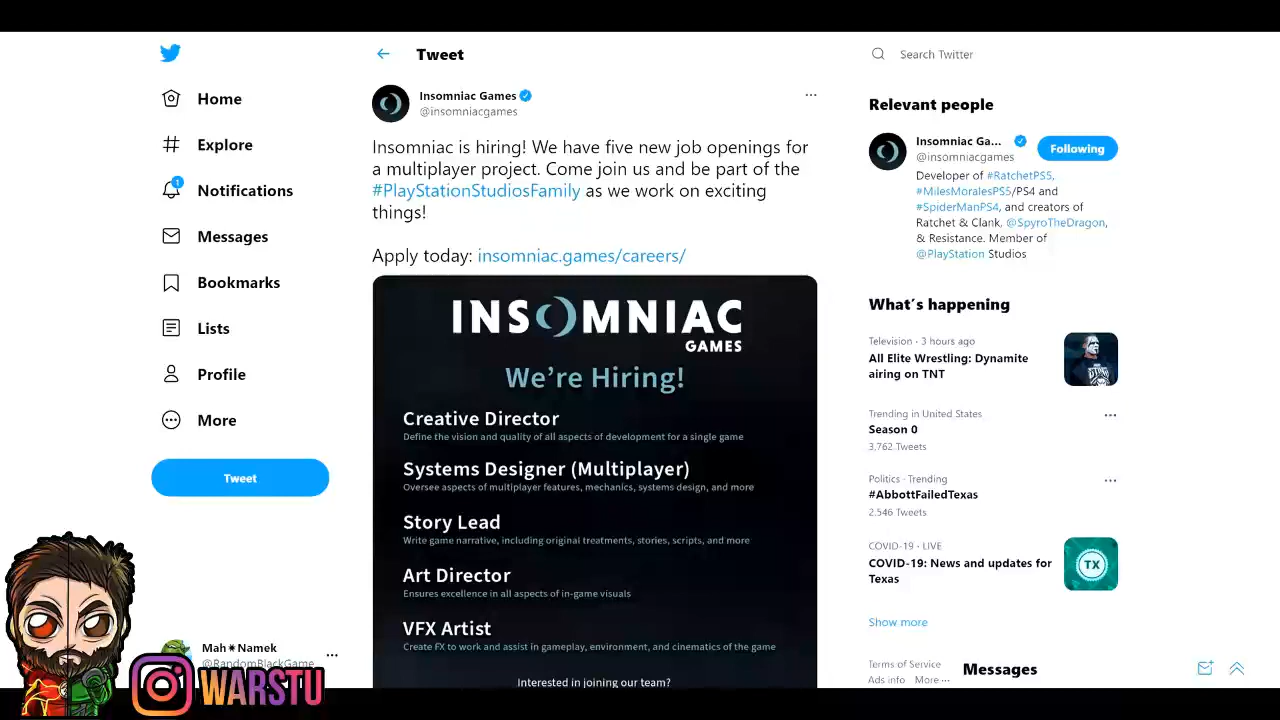 Home
Explore
Notifications
1
Messages
Bookmarks
Lists
Profile
More
Tweet
Mah✷Namek
@RandomBlackGame
WARSTU
Tweet
Insomniac Games
@insomniacgames
Insomniac is hiring! We have five new job openings for
a multiplayer project. Come join us and be part of the
#PlayStationStudiosFamily as we work on exciting
things!
Apply today: insomniac.games/careers/
INSOMNIAC
GAMES
We're Hiring!
Creative Director
Define the vision and quality of all aspects of development for a single game
Systems Designer (Multiplayer)
Oversee aspects of multiplayer features, mechanics, systems design, and more
Story Lead
Write game narrative, including original treatments, stories, scripts, and more
Art Director
Ensures excellence in all aspects of in-game visuals
VFX Artist
Create FX to work and assist in gameplay, environment, and cinematics of the game
Interested in joining our team?
Search Twitter
Relevant people
Insomniac Ga...
@insomniacgames
Following
Developer of #RatchetPS5,
#MilesMoralesPS5/PS4 and
#SpiderManPS4, and creators of
Ratchet & Clank, @SpyroTheDragon,
& Resistance. Member of
@PlayStation Studios
What's happening
Television · 3 hours ago
All Elite Wrestling: Dynamite
airing on TNT
Trending in United States
Season 0
3,762 Tweets
Politics · Trending
#AbbottFailedTexas
2,546 Tweets
COVID-19 · LIVE
COVID-19: News and updates for
Texas
TX
Show more
Terms of Service
Ads info More ···
Messages